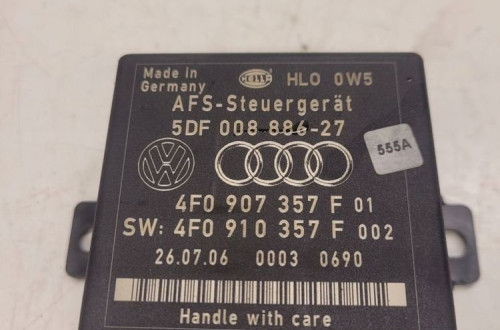 Made in
Germany
HELLA
HLO 0W5
AFS-Steuergerät
5DF 008 886-27
555A
4F0 907 357 F 01
SW: 4F0 910 357 F 002
26.07.06 0003 0690
Handle with care